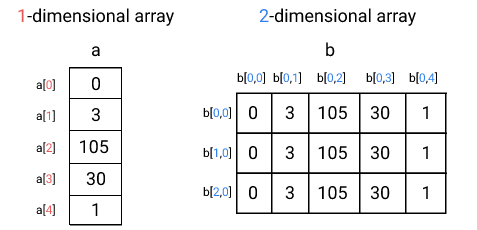 1-dimensional array
a
a[0] 0
a[1] 3
a[2] 105
a[3] 30
a[4] 1
2-dimensional array
b
b[0,0] b[0,1] b[0,2] b[0,3] b[0,4]
b[0,0] 0 3 105 30 1
b[1,0] 0 3 105 30 1
b[2,0] 0 3 105 30 1